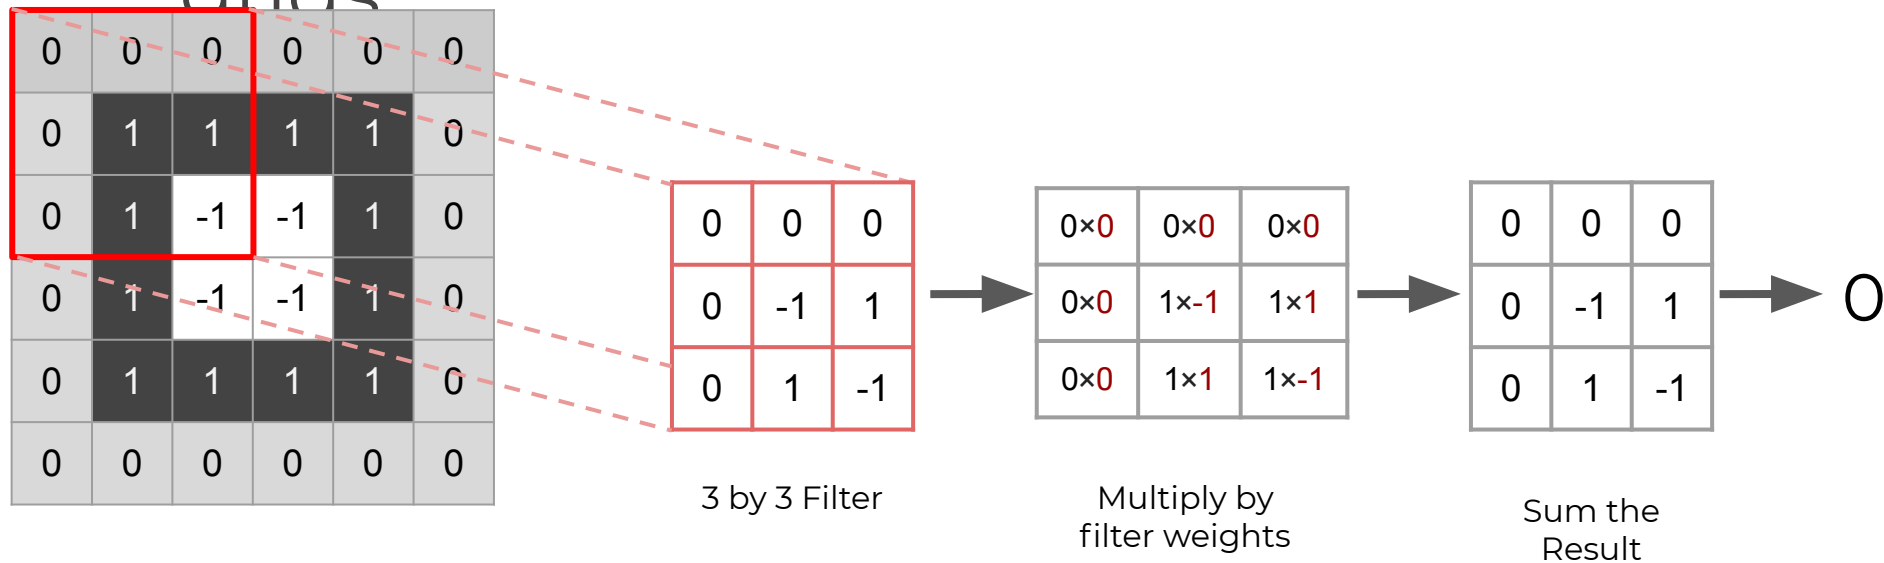 0 0 0 0 0 0
0 1 1 1 1 0
0 1 -1 -1 1 0
0 1 -1 -1 1 0
0 1 1 1 1 0
0 0 0 0 0 0
0 0 0
0 -1 1
0 1 -1
3 by 3 Filter
0×0 0×0 0×0
0×0 1×-1 1×1
0×0 1×1 1×-1
Multiply by
filter weights
0 0 0
0 -1 1
0 1 -1
Sum the
Result
0